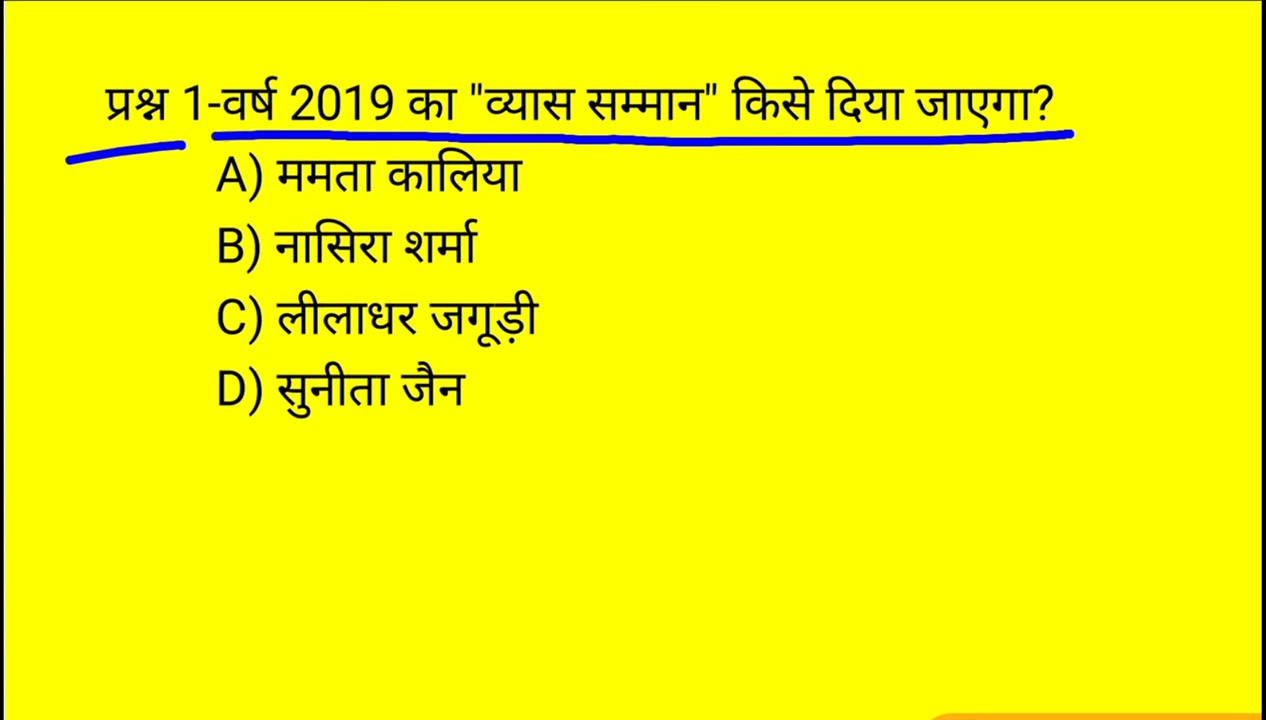 प्रश्न 1-वर्ष 2019 का "व्यास सम्मान" किसे दिया जाएगा?
A) ममता कालिया
B) नासिरा शर्मा
C) लीलाधर जगूड़ी
D) सुनीता जैन